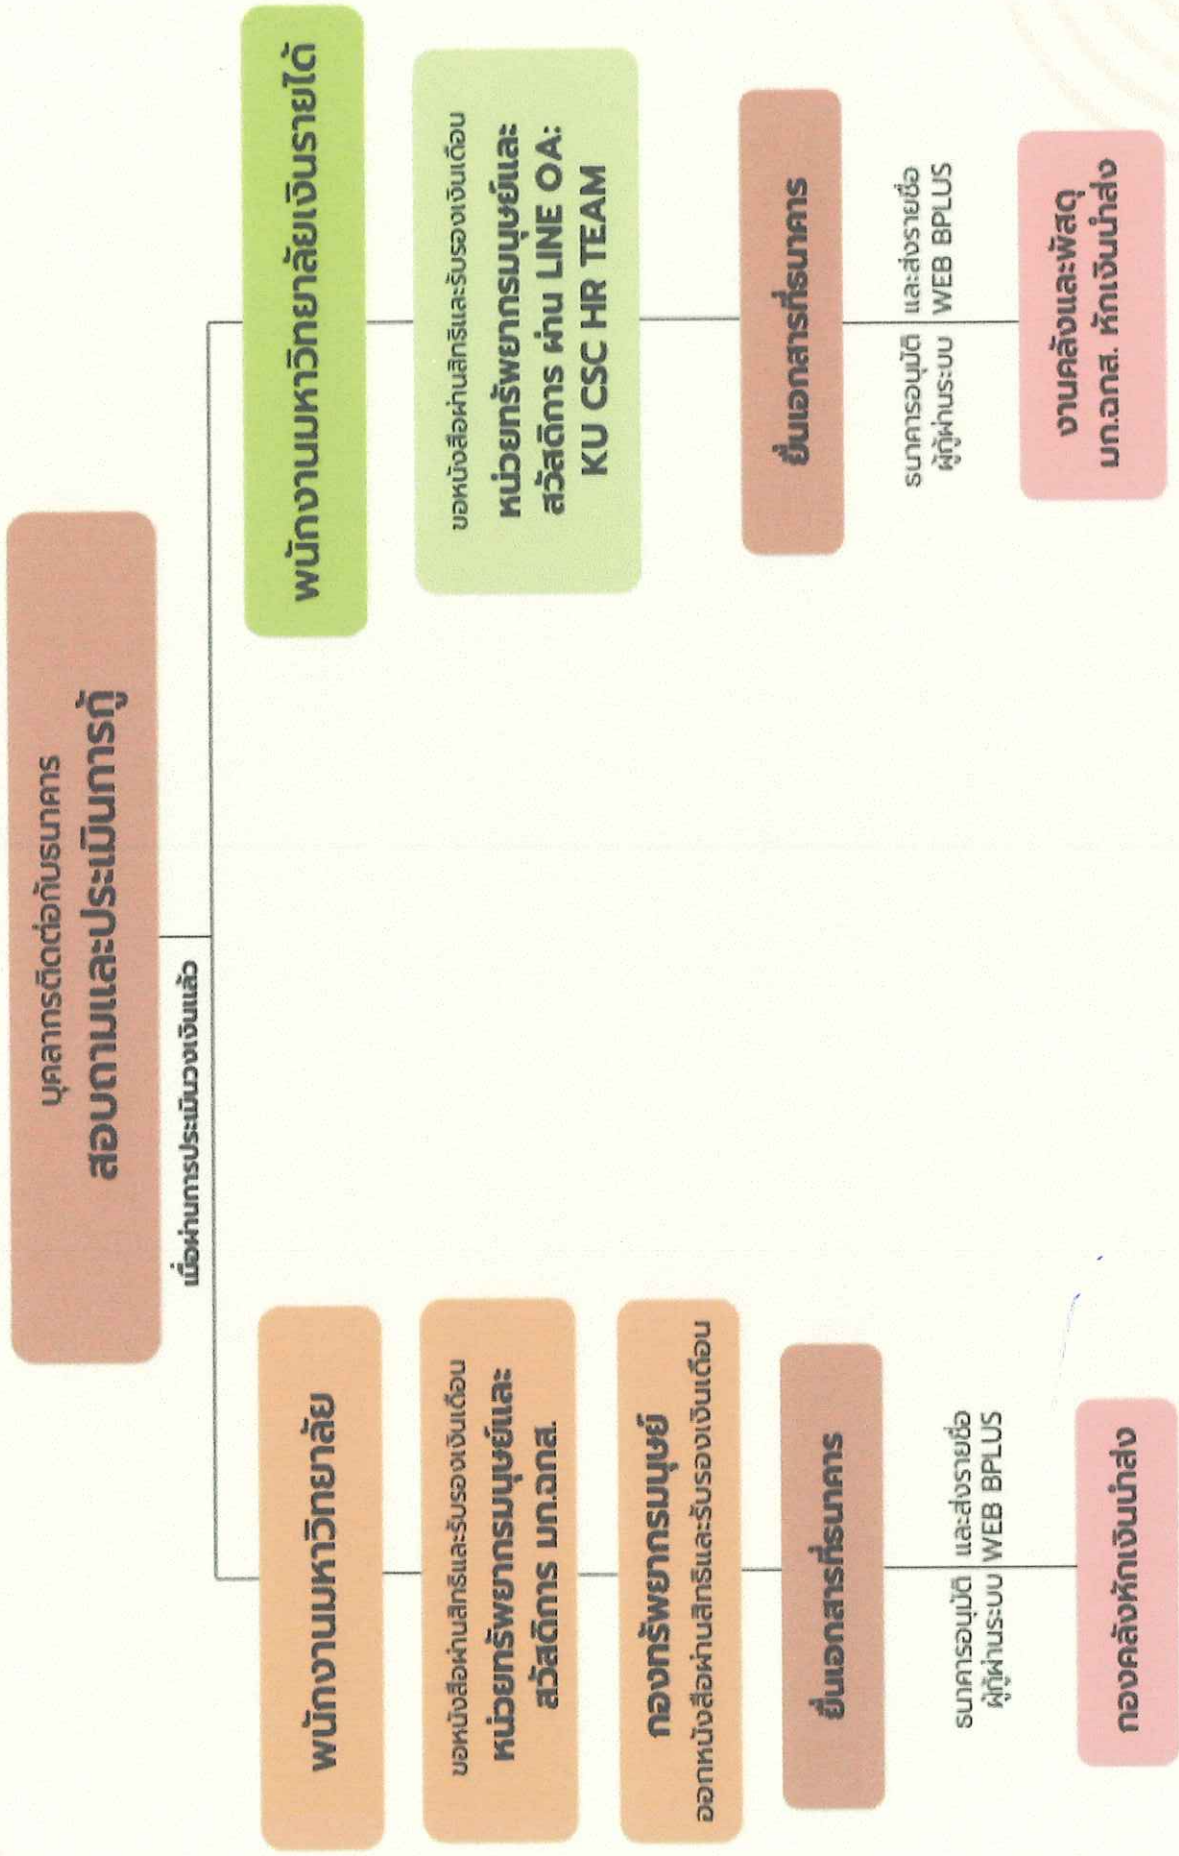 บุคลากรติดต่อกับธนาคาร
สอบถามและประเมินการกู้
เมื่อผ่านการประเมินวงเงินแล้ว
พนักงานมหาวิทยาลัย
ขอหนังสือผ่านสิทธิและรับรองเงินเดือน
หน่วยทรัพยากรมนุษย์และ
สวัสดิการ มก.ฉกส.
กองทรัพยากรมนุษย์
ออกหนังสือผ่านสิทธิและรับรองเงินเดือน
ยื่นเอกสารที่ธนาคาร
ธนาคารอนุมัติ และส่งรายชื่อ
ผู้กู้ผ่านระบบ WEB BPLUS
กองคลังหักเงินนำส่ง
พนักงานมหาวิทยาลัยเงินรายได้
ขอหนังสือผ่านสิทธิและรับรองเงินเดือน
หน่วยทรัพยากรมนุษย์และ
สวัสดิการ ผ่าน LINE OA:
KU CSC HR TEAM
ยื่นเอกสารที่ธนาคาร
ธนาคารอนุมัติ และส่งรายชื่อ
ผู้กู้ผ่านระบบ WEB BPLUS
งานคลังและพัสดุ
มก.ฉกส. หักเงินนำส่ง